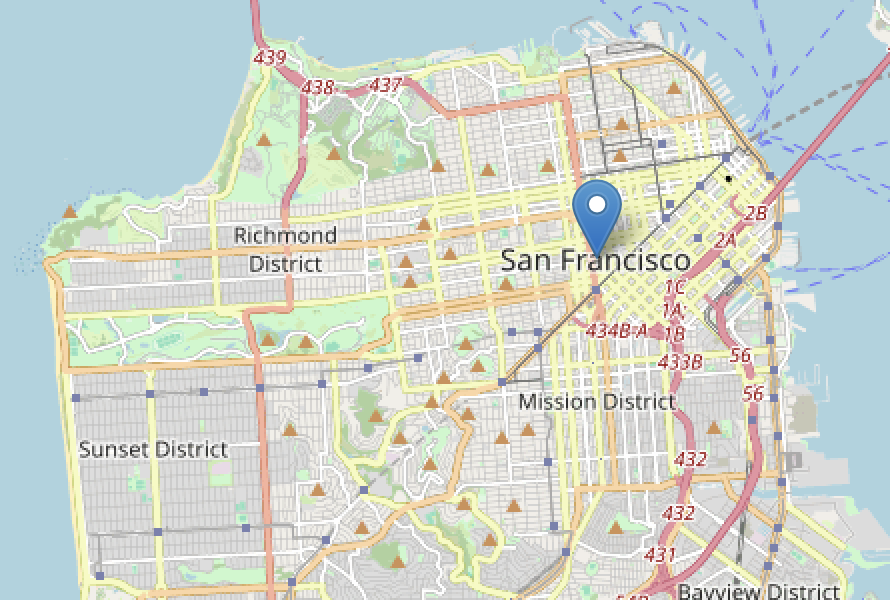 439
438
437
2B
Richmond
District
2A
San Francisco
1C
1A
434B-A
1B
56
433B
56
Mission District
Sunset District
432
432
431
Bayview District